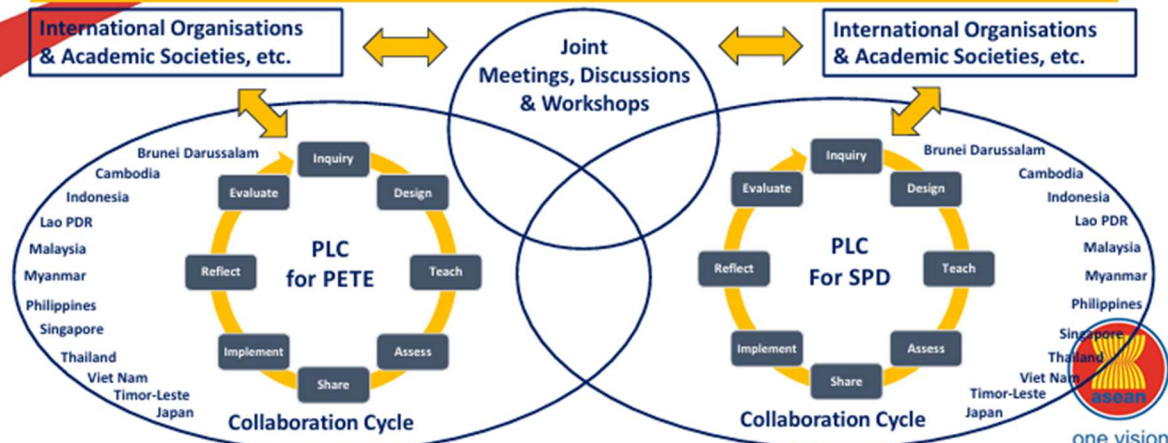 International Organisations
& Academic Societies, etc.
Joint
Meetings, Discussions
& Workshops
International Organisations
& Academic Societies, etc.
Brunei Darussalam
Cambodia
Indonesia
Lao PDR
Malaysia
Myanmar
Philippines
Singapore
Thailand
Viet Nam
Timor-Leste
Japan
Inquiry
Design
Teach
Assess
Share
Implement
Reflect
Evaluate
PLC
for PETE
Collaboration Cycle
Inquiry
Design
Teach
Assess
Share
Implement
Reflect
Evaluate
PLC
For SPD
Collaboration Cycle
Brunei Darussalam
Cambodia
Indonesia
Lao PDR
Malaysia
Myanmar
Philippines
Singapore
Thailand
Viet Nam
Timor-Leste
Japan
asean
one vision